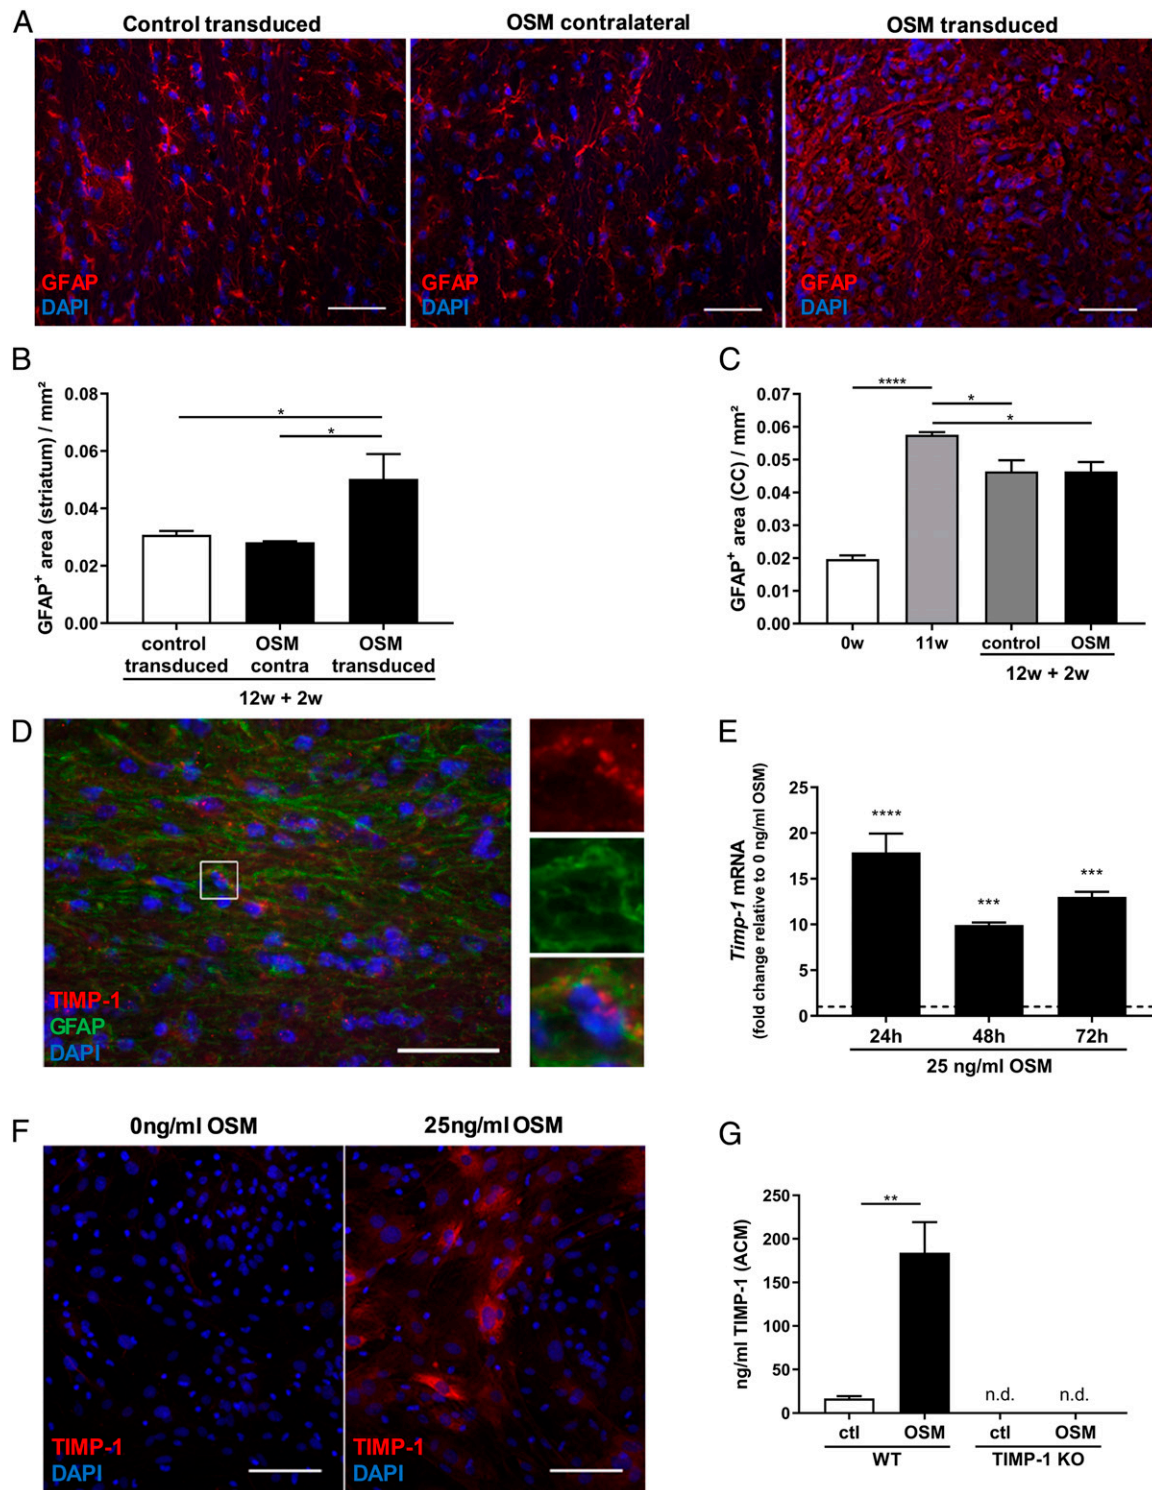 A
Control transduced
OSM contralateral
OSM transduced
GFAP
DAPI
GFAP
DAPI
GFAP
DAPI
B
GFAP⁺ area (striatum) / mm²
0.08
0.06
0.04
0.02
0.00
control
transduced
OSM
contra
OSM
transduced
12w + 2w
*
*
C
GFAP⁺ area (CC) / mm²
0.07
0.06
0.05
0.04
0.03
0.02
0.01
0.00
****
*
*
0w
11w
control
OSM
12w + 2w
D
TIMP-1
GFAP
DAPI
E
Timp-1 mRNA
(fold change relative to 0 ng/ml OSM)
25
20
15
10
5
0
****
***
***
24h
48h
72h
25 ng/ml OSM
F
0ng/ml OSM
25ng/ml OSM
TIMP-1
DAPI
TIMP-1
DAPI
G
ng/ml TIMP-1 (ACM)
250
200
150
100
50
0
**
n.d.
n.d.
ctl
OSM
ctl
OSM
WT
TIMP-1 KO